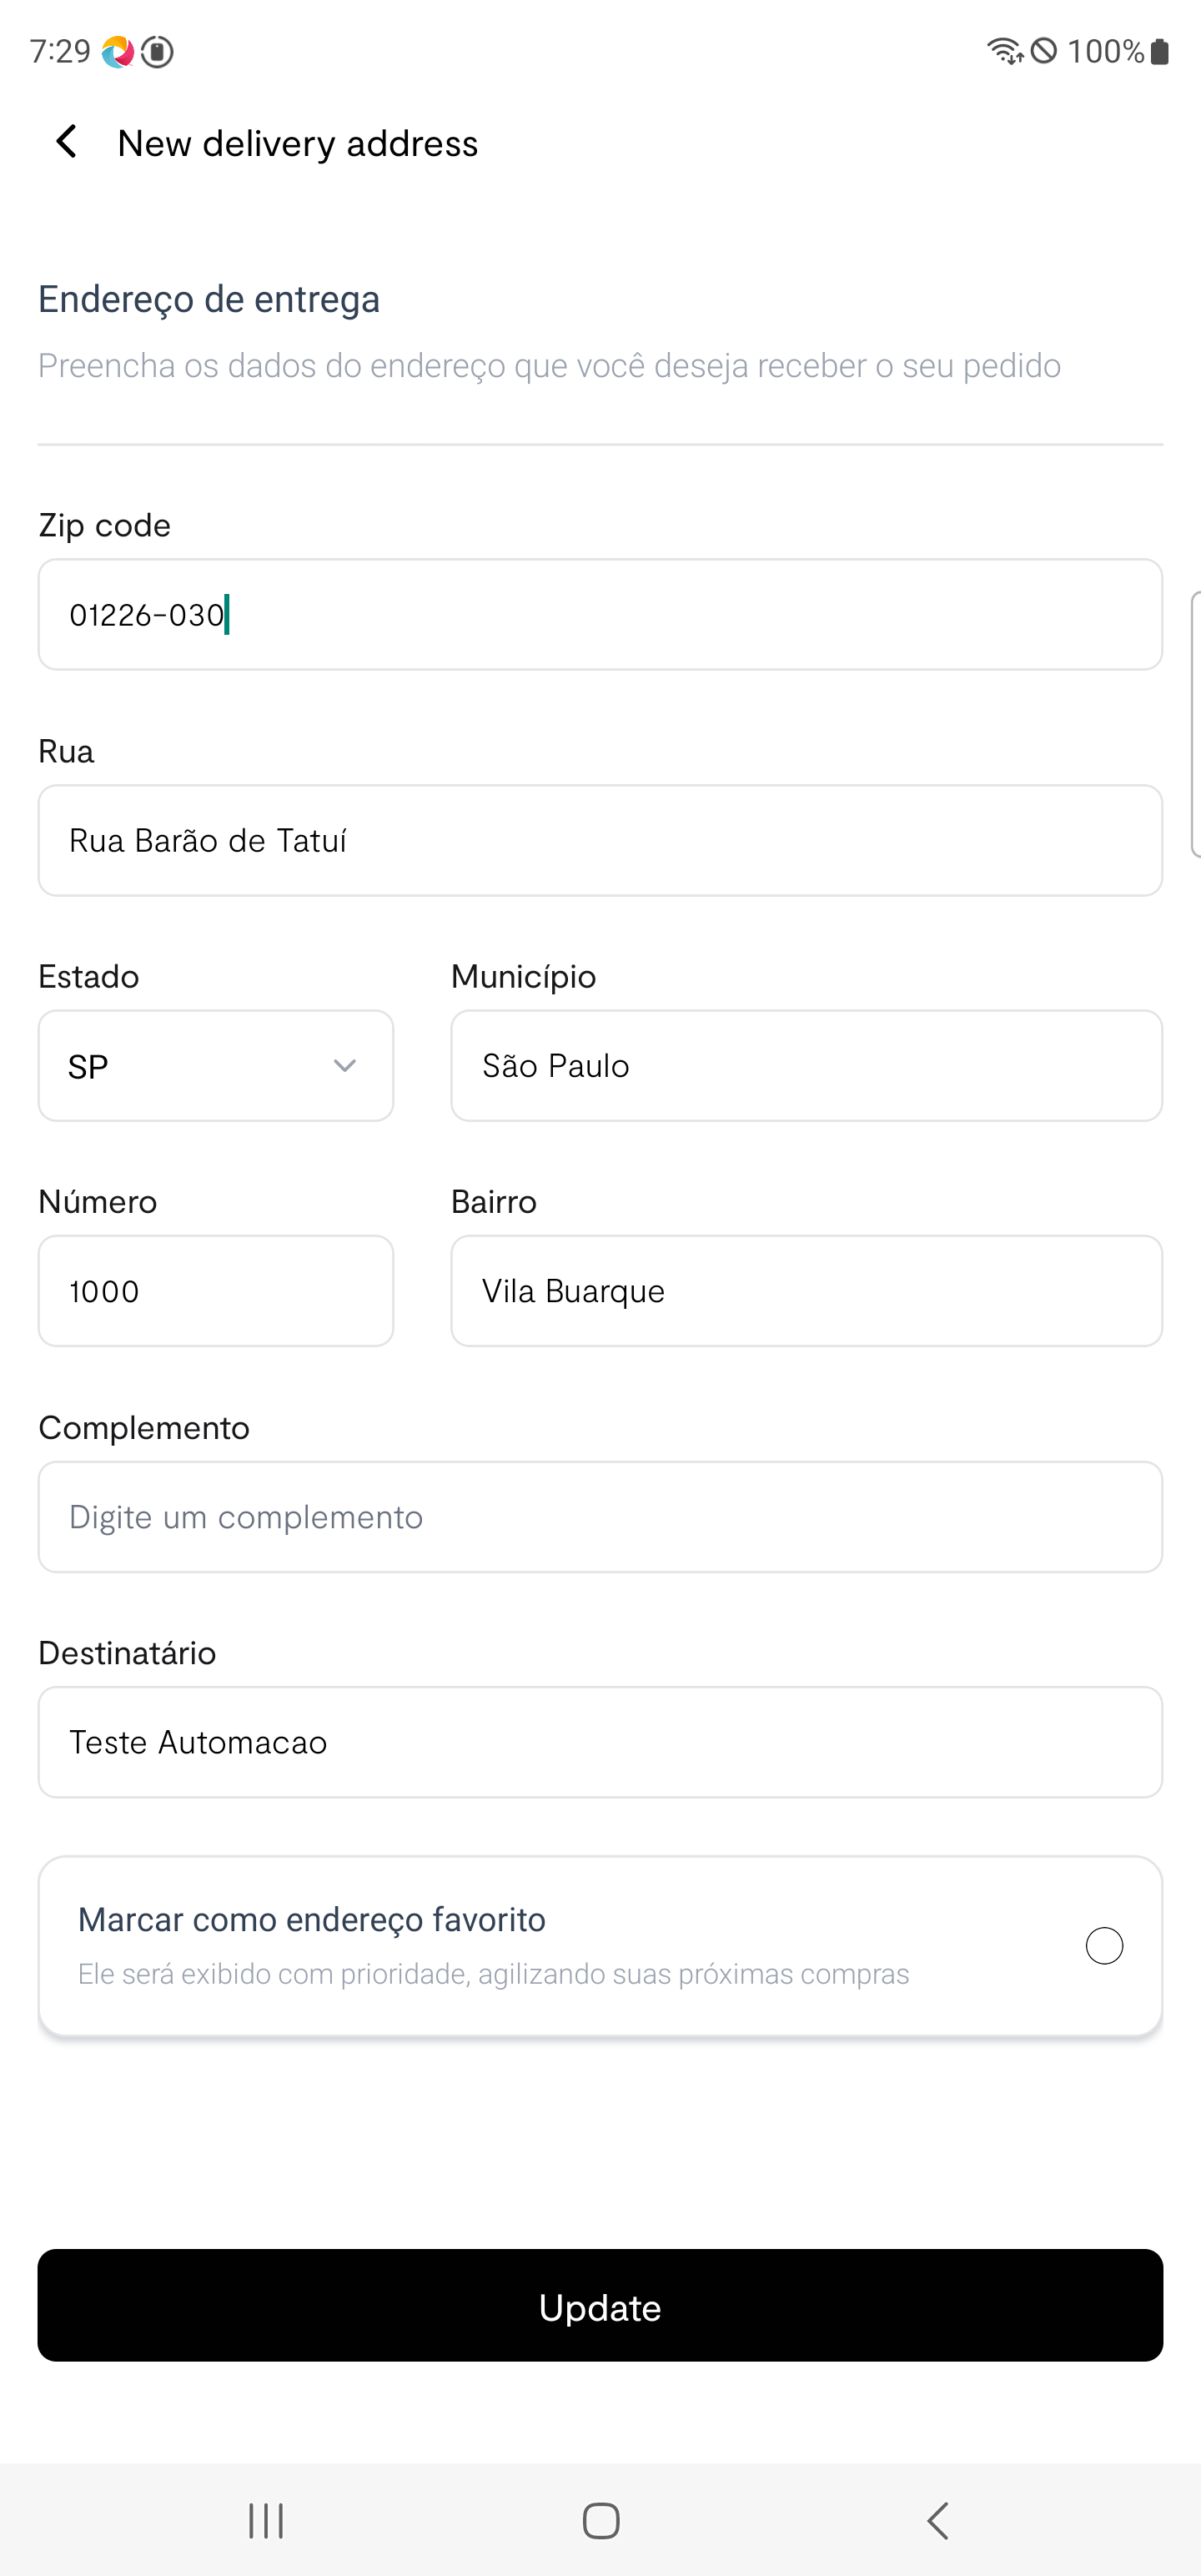 7:29 100%
New delivery address
Endereço de entrega
Preencha os dados do endereço que você deseja receber o seu pedido
Zip code
01226-030
Rua
Rua Barão de Tatuí
Estado Município
SP São Paulo
Número Bairro
1000 Vila Buarque
Complemento
Digite um complemento
Destinatário
Teste Automacao
Marcar como endereço favorito
Ele será exibido com prioridade, agilizando suas próximas compras
Update